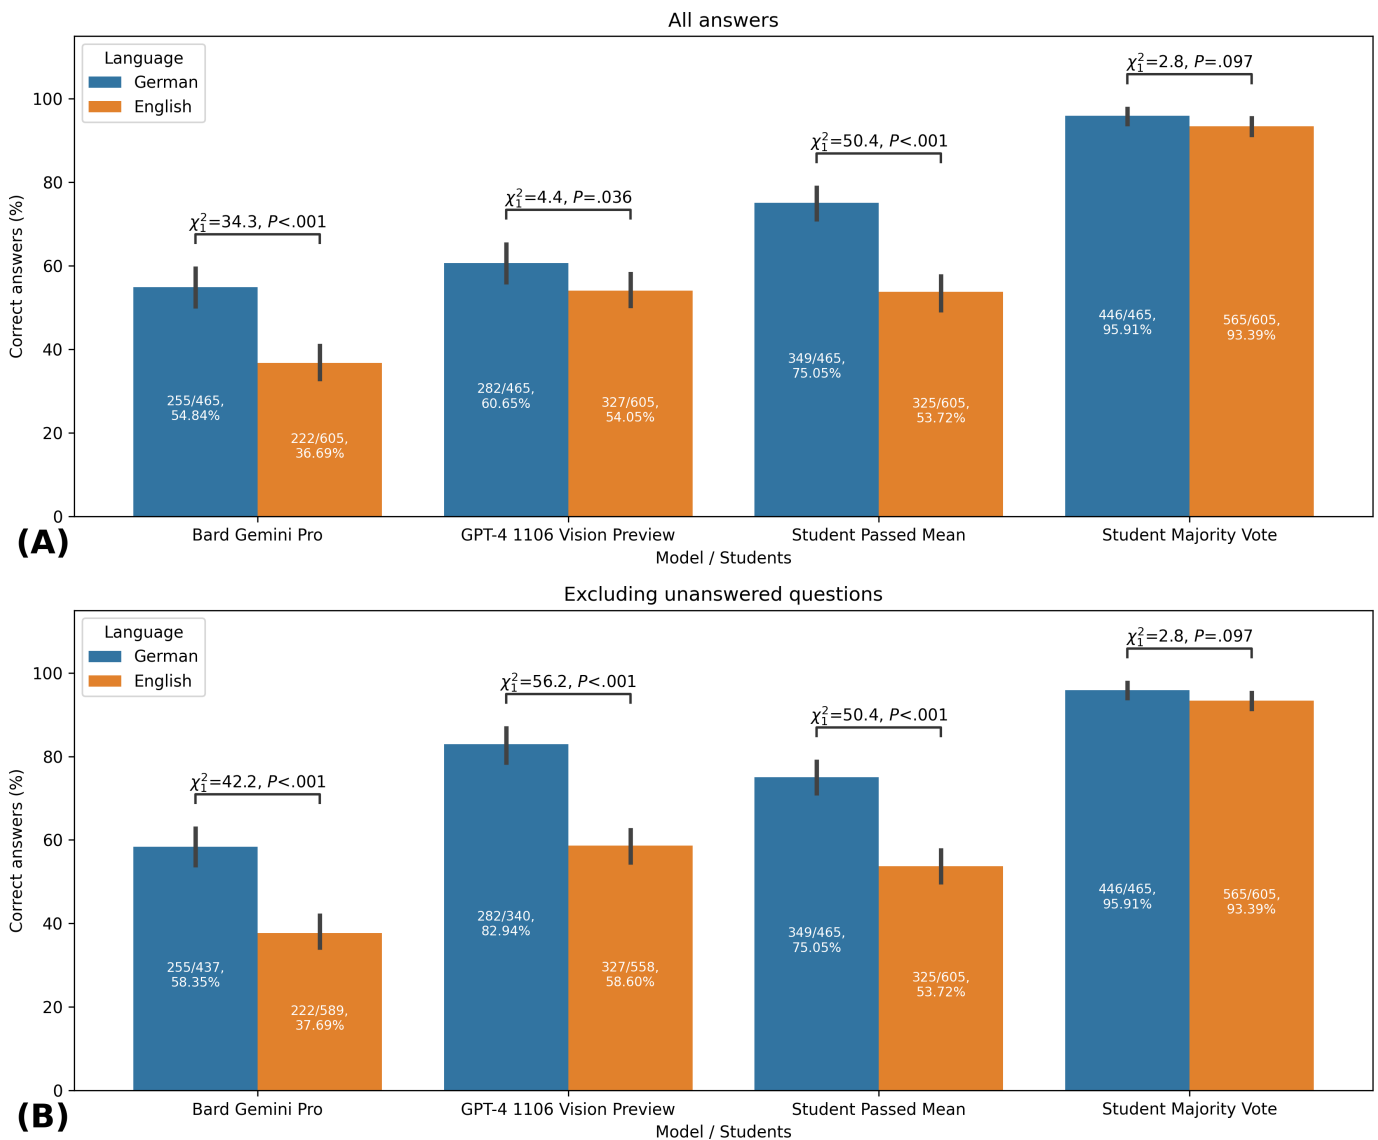 All answers
Language
German
English
χ²₁=34.3, P<.001
χ²₁=4.4, P=.036
χ²₁=50.4, P<.001
χ²₁=2.8, P=.097
Correct answers (%)
100
80
60
40
20
0
255/465,
54.84%
222/605,
36.69%
282/465,
60.65%
327/605,
54.05%
349/465,
75.05%
325/605,
53.72%
446/465,
95.91%
565/605,
93.39%
Bard Gemini Pro
GPT-4 1106 Vision Preview
Student Passed Mean
Student Majority Vote
Model / Students
(A)
Excluding unanswered questions
Language
German
English
χ²₁=42.2, P<.001
χ²₁=56.2, P<.001
χ²₁=50.4, P<.001
χ²₁=2.8, P=.097
Correct answers (%)
100
80
60
40
20
0
255/437,
58.35%
222/589,
37.69%
282/340,
82.94%
327/558,
58.60%
349/465,
75.05%
325/605,
53.72%
446/465,
95.91%
565/605,
93.39%
Bard Gemini Pro
GPT-4 1106 Vision Preview
Student Passed Mean
Student Majority Vote
Model / Students
(B)